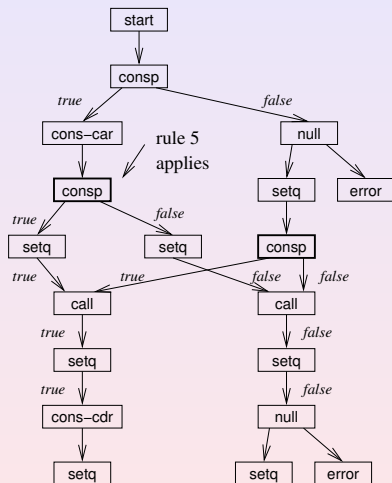 start
consp
true
false
cons-car
null
rule 5
applies
consp
setq
error
true
false
setq
setq
consp
true
true
false
false
call
call
true
false
setq
setq
true
false
cons-cdr
null
setq
setq
error